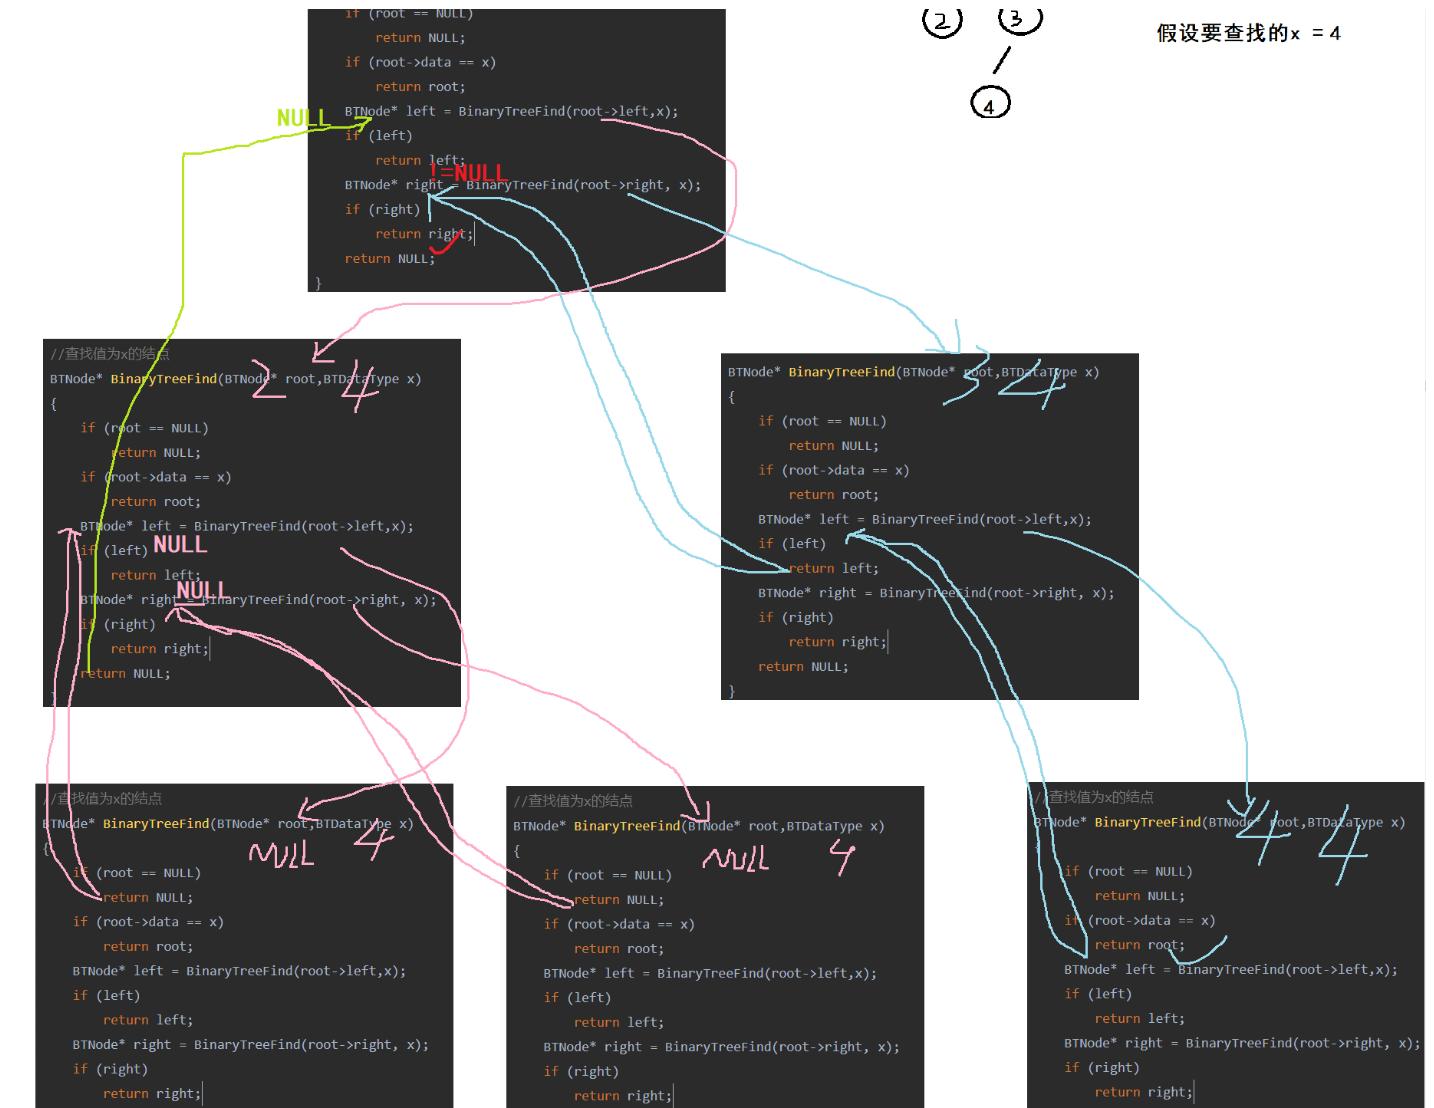 if (root == NULL)
return NULL;
if (root->data == x)
return root;
BTNode* left = BinaryTreeFind(root->left,x);
if (left)
return left;
BTNode* right = BinaryTreeFind(root->right, x);
if (right)
return right;
return NULL;
}
NULL
!=NULL
2
3
4
假设要查找的x = 4
//查找值为x的结点
BTNode* BinaryTreeFind(BTNode* root,BTDataType x)
2 4
{
if (root == NULL)
return NULL;
if (root->data == x)
return root;
BTNode* left = BinaryTreeFind(root->left,x);
if (left)
NULL
return left;
NULL
BTNode* right = BinaryTreeFind(root->right, x);
if (right)
return right;
return NULL;
}
BTNode* BinaryTreeFind(BTNode* root,BTDataType x)
3 4
{
if (root == NULL)
return NULL;
if (root->data == x)
return root;
BTNode* left = BinaryTreeFind(root->left,x);
if (left)
return left;
BTNode* right = BinaryTreeFind(root->right, x);
if (right)
return right;
return NULL;
}
//查找值为x的结点
BTNode* BinaryTreeFind(BTNode* root,BTDataType x)
NULL 4
{
if (root == NULL)
return NULL;
if (root->data == x)
return root;
BTNode* left = BinaryTreeFind(root->left,x);
if (left)
return left;
BTNode* right = BinaryTreeFind(root->right, x);
if (right)
return right;
//查找值为x的结点
BTNode* BinaryTreeFind(BTNode* root,BTDataType x)
NULL 4
{
if (root == NULL)
return NULL;
if (root->data == x)
return root;
BTNode* left = BinaryTreeFind(root->left,x);
if (left)
return left;
BTNode* right = BinaryTreeFind(root->right, x);
if (right)
return right;
//查找值为x的结点
BTNode* BinaryTreeFind(BTNode* root,BTDataType x)
4 4
if (root == NULL)
return NULL;
if (root->data == x)
return root;
BTNode* left = BinaryTreeFind(root->left,x);
if (left)
return left;
BTNode* right = BinaryTreeFind(root->right, x);
if (right)
return right;